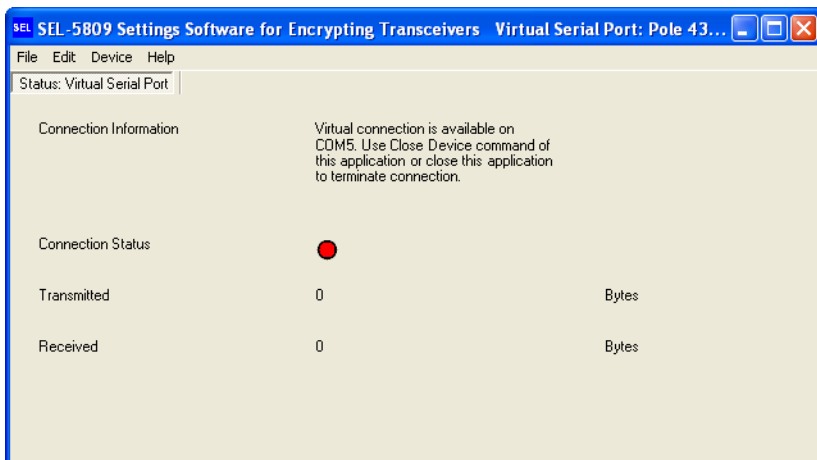 SEL SEL-5809 Settings Software for Encrypting Transceivers Virtual Serial Port: Pole 43...
File Edit Device Help
Status: Virtual Serial Port
Connection Information
Virtual connection is available on
COM5. Use Close Device command of
this application or close this application
to terminate connection.
Connection Status
Transmitted 0 Bytes
Received 0 Bytes